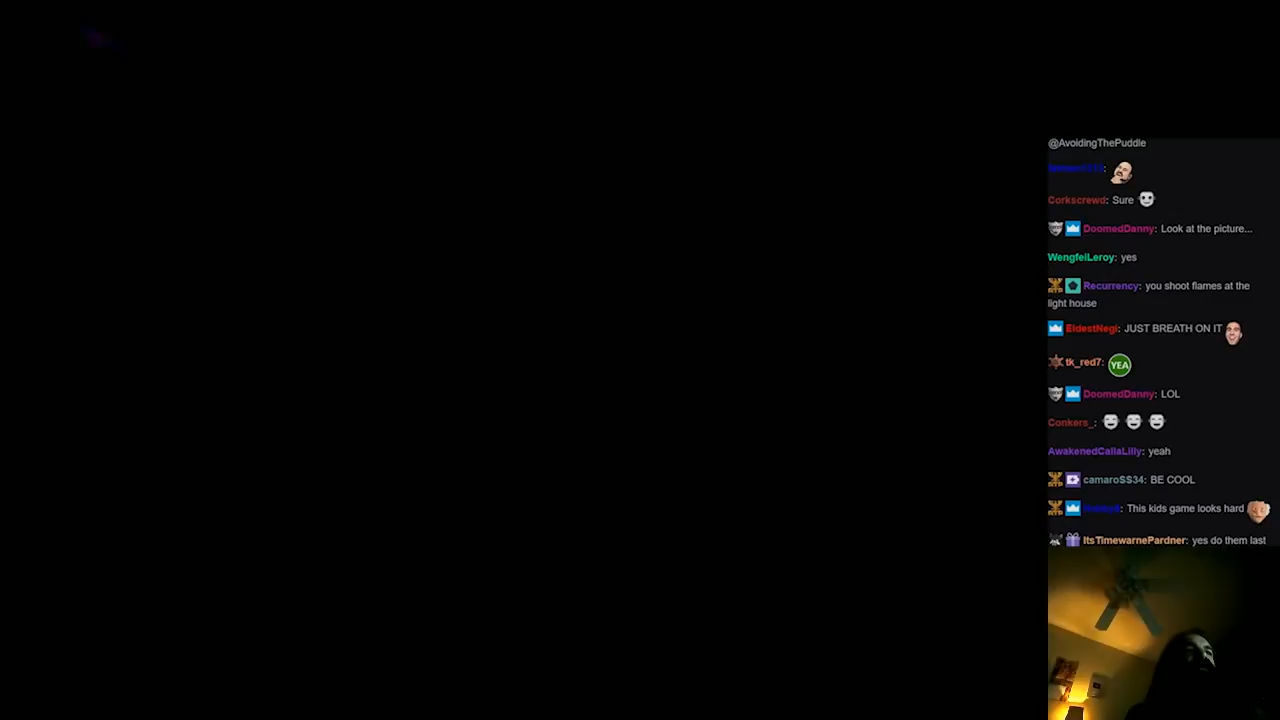 @AvoidingThePuddle
:
Corkscrewd: Sure
DoomedDanny: Look at the picture...
WengfeiLeroy: yes
Recurrency: you shoot flames at the
light house
EldestNegi: JUST BREATH ON IT
tk_red7: YEA
DoomedDanny: LOL
Conkers_:
AwakenedCallaLilly: yeah
camaroSS34: BE COOL
: This kids game looks hard
ItsTimewarnePardner: yes do them last